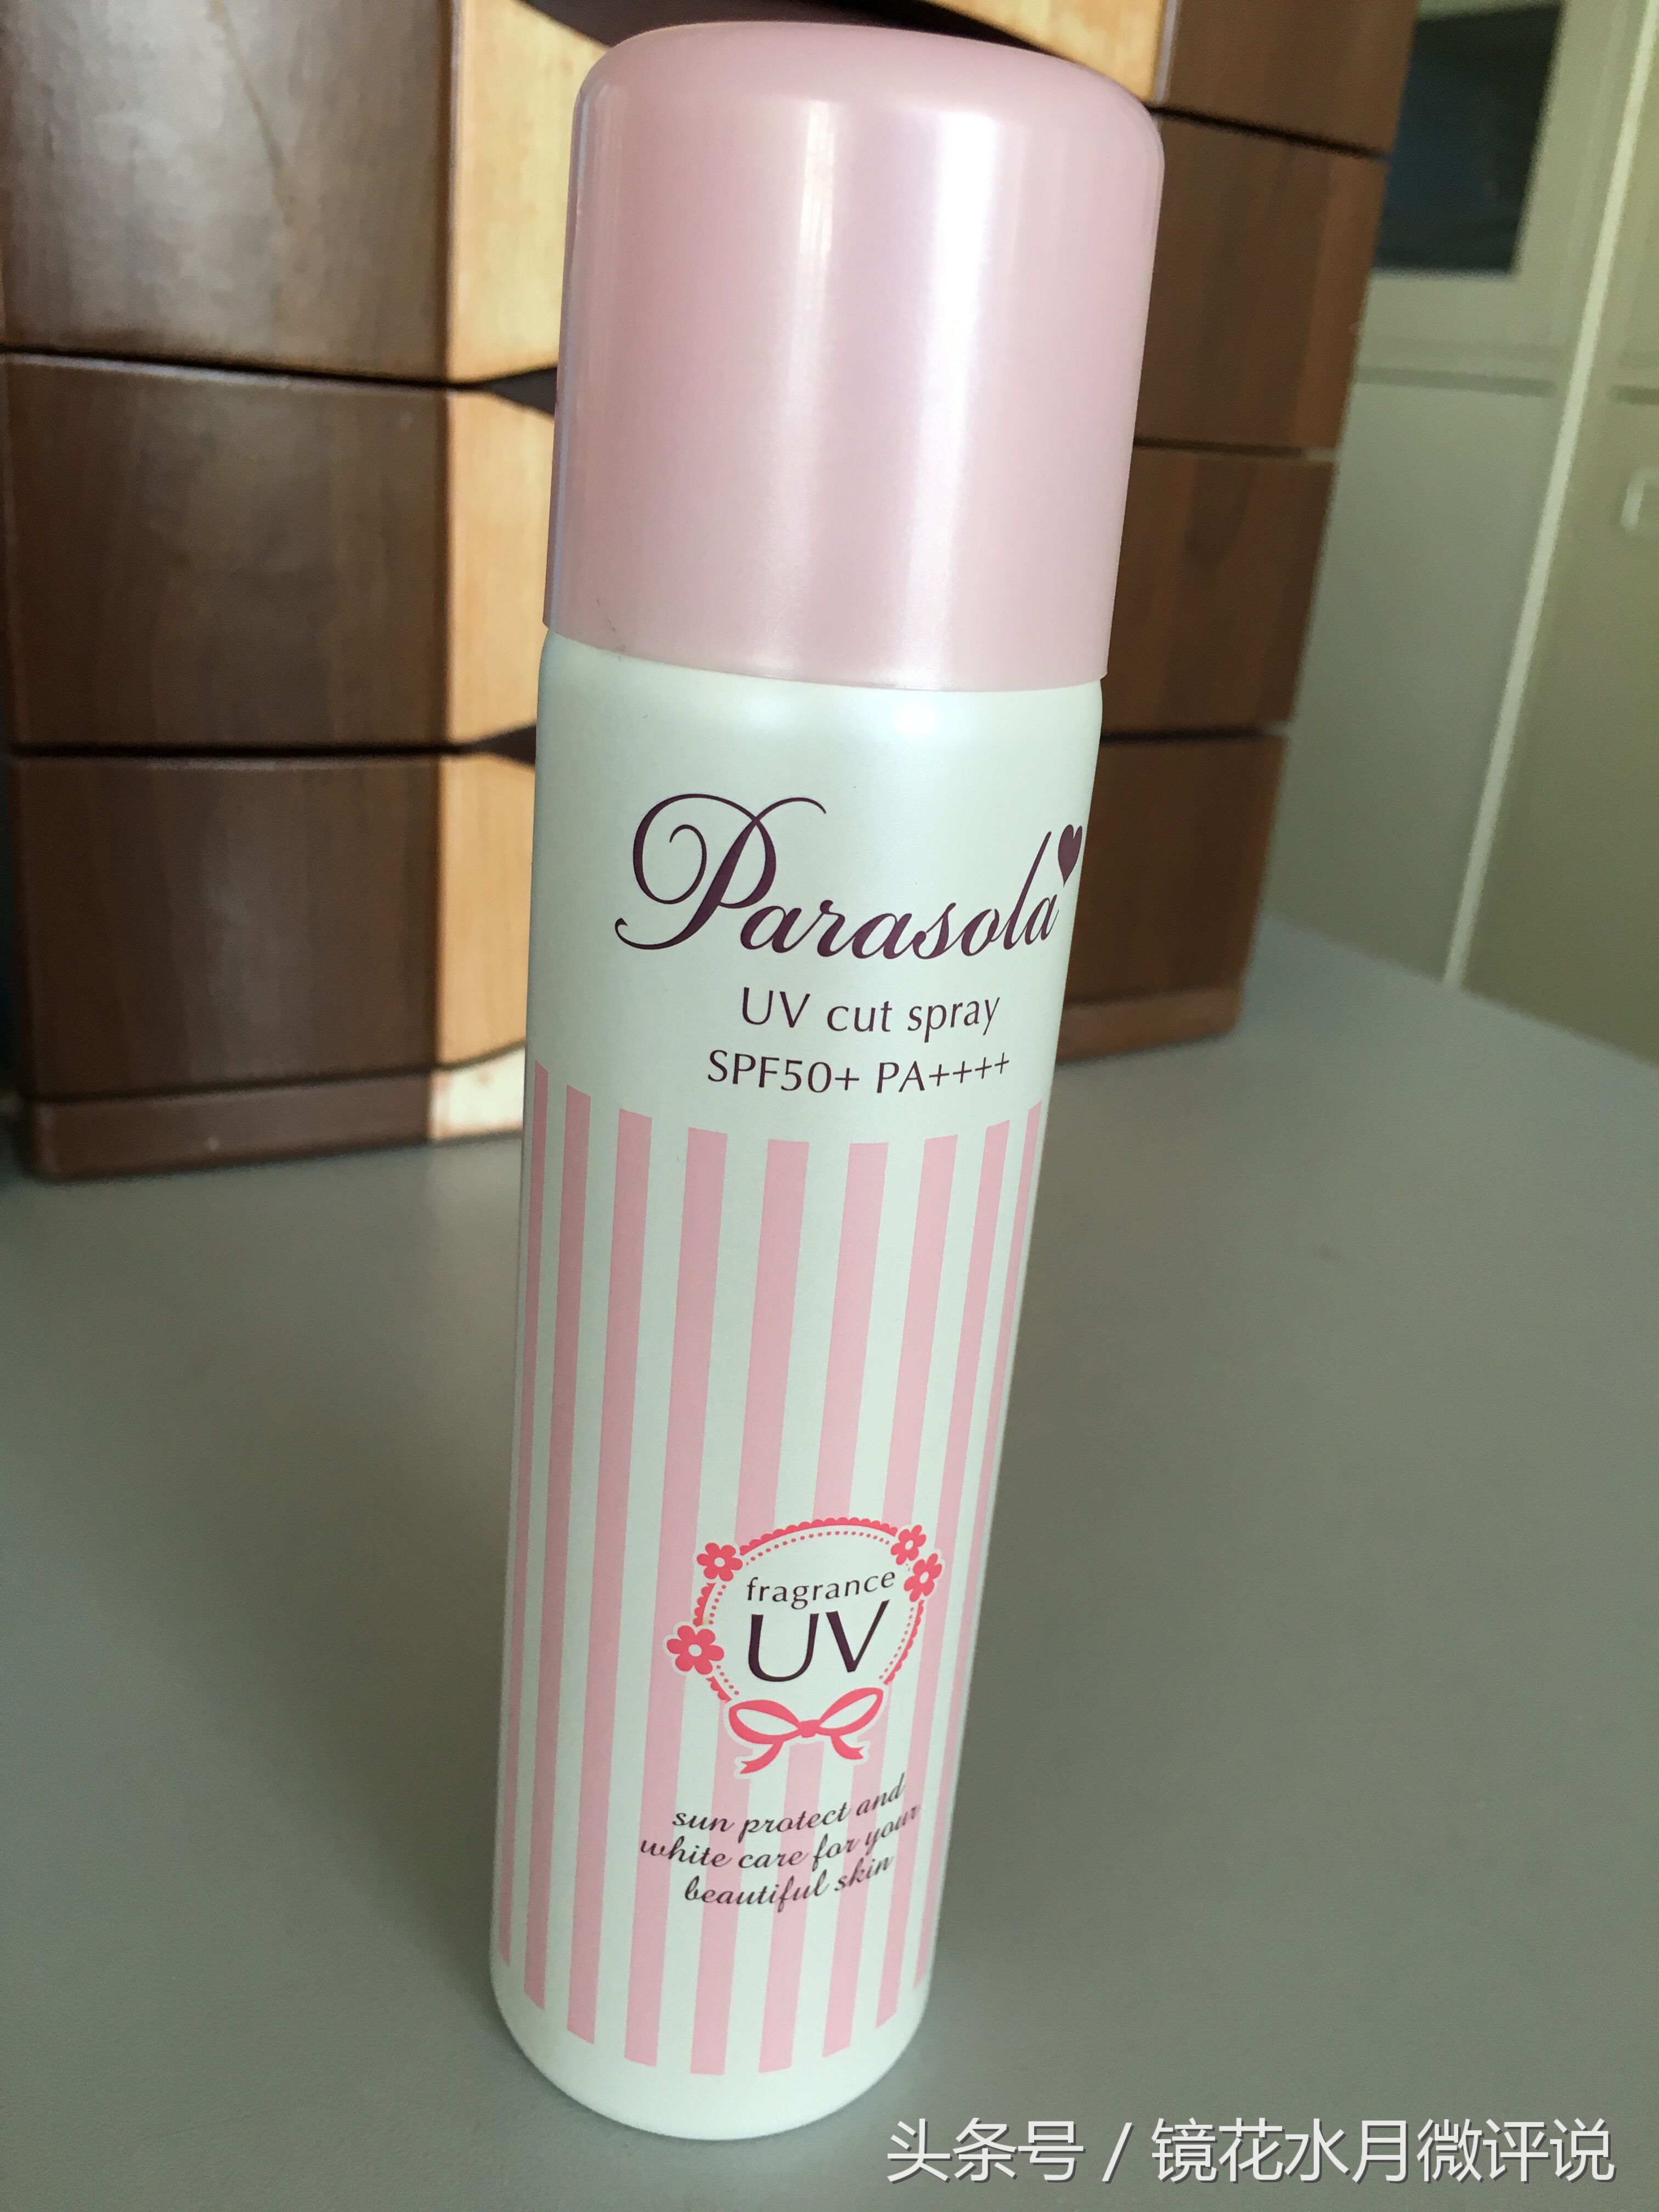 Parasola
UV cut spray
SPF50+ PA++++
fragrance
UV
sun protect and
white care for your
beautiful skin
头条号 / 镜花水月微评说